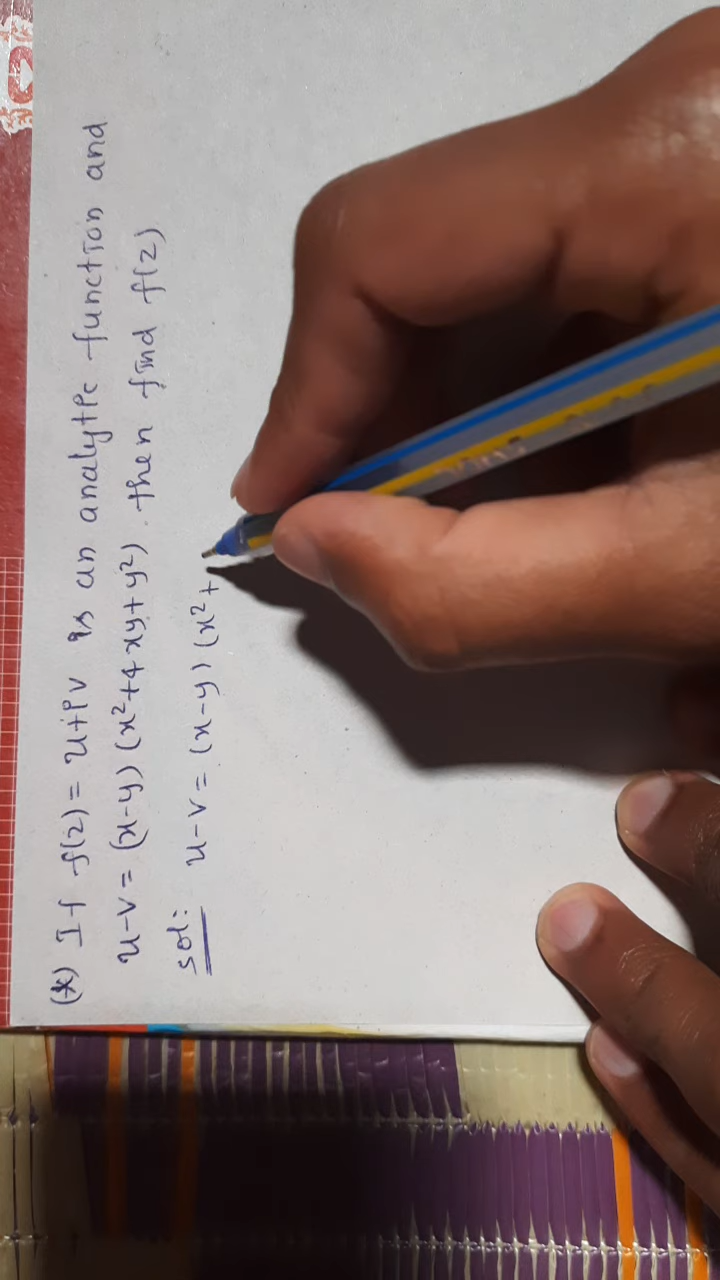 (*) If f(z) = u+iv is an analytic function and
u-v = (x-y) (x²+4xy+y²). then find f(z)
Sol: u-v = (x-y) (x²+